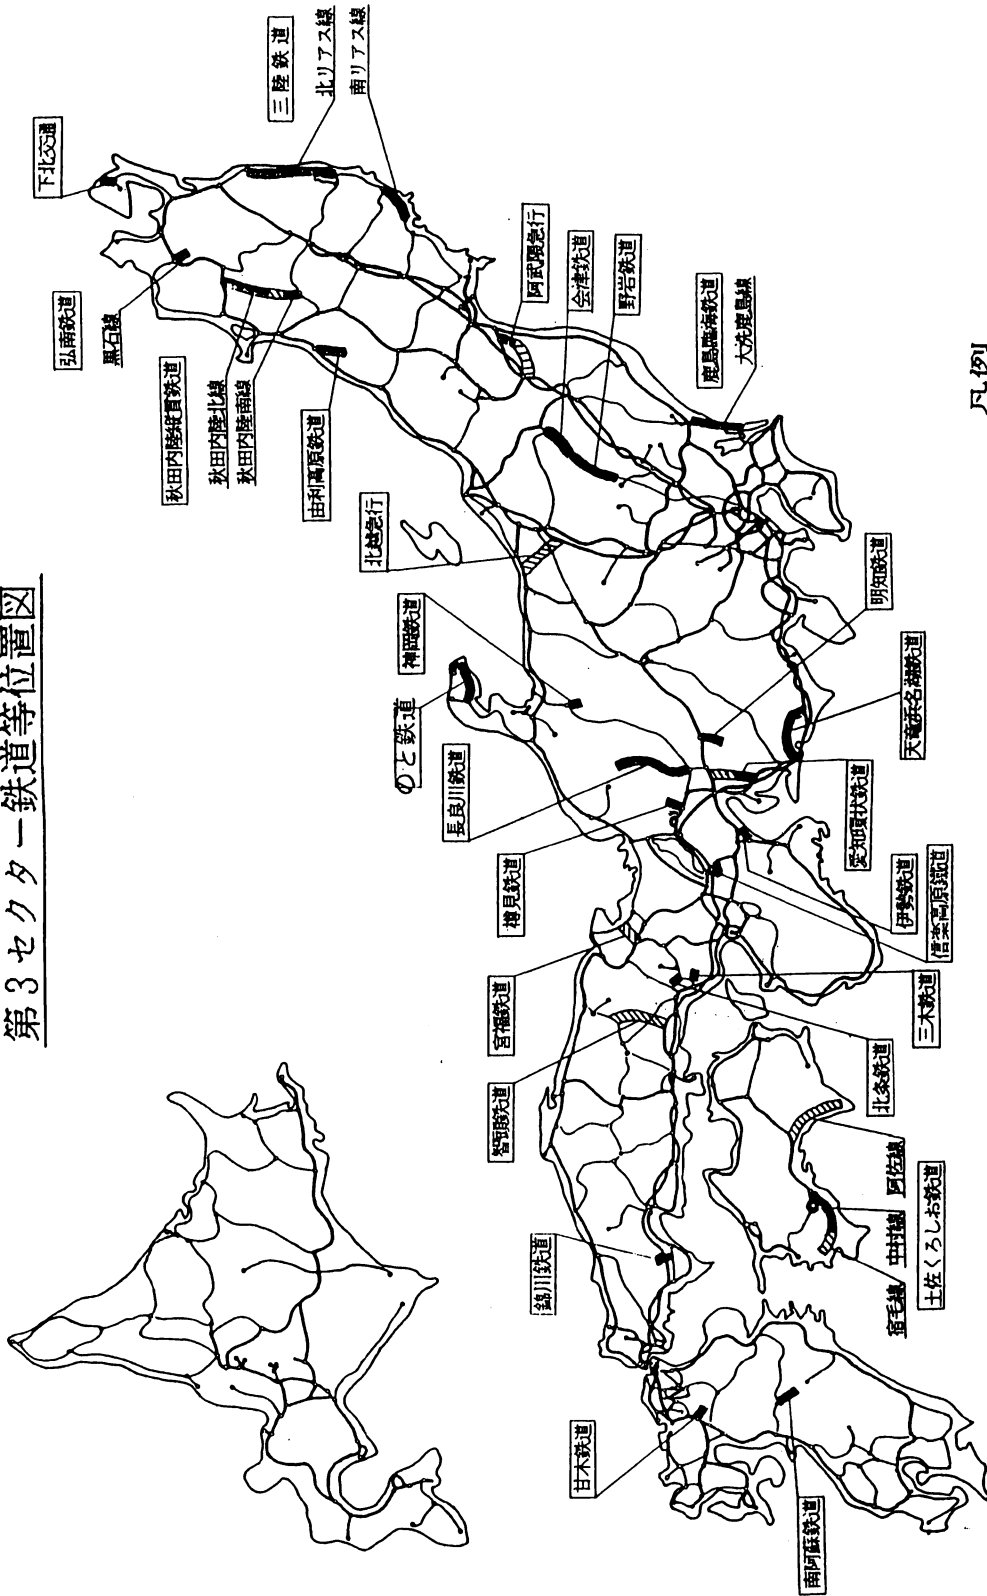 第3セクター鉄道等位置図
下北交通
三陸鉄道
北リアス線
南リアス線
弘南鉄道
黒石線
秋田内陸縦貫鉄道
秋田内陸北線
秋田内陸南線
由利高原鉄道
阿武隈急行
会津鉄道
野岩鉄道
鹿島臨海鉄道
大洗鹿島線
北越急行
神岡鉄道
のと鉄道
長良川鉄道
樽見鉄道
明知鉄道
天竜浜名湖鉄道
愛知環状鉄道
伊勢鉄道
信楽高原鐵道
宮福鉄道
智頭鉄道
三木鉄道
北条鉄道
錦川鉄道
阿佐線
中村線
宿毛線
土佐くろしお鉄道
甘木鉄道
南阿蘇鉄道
凡例